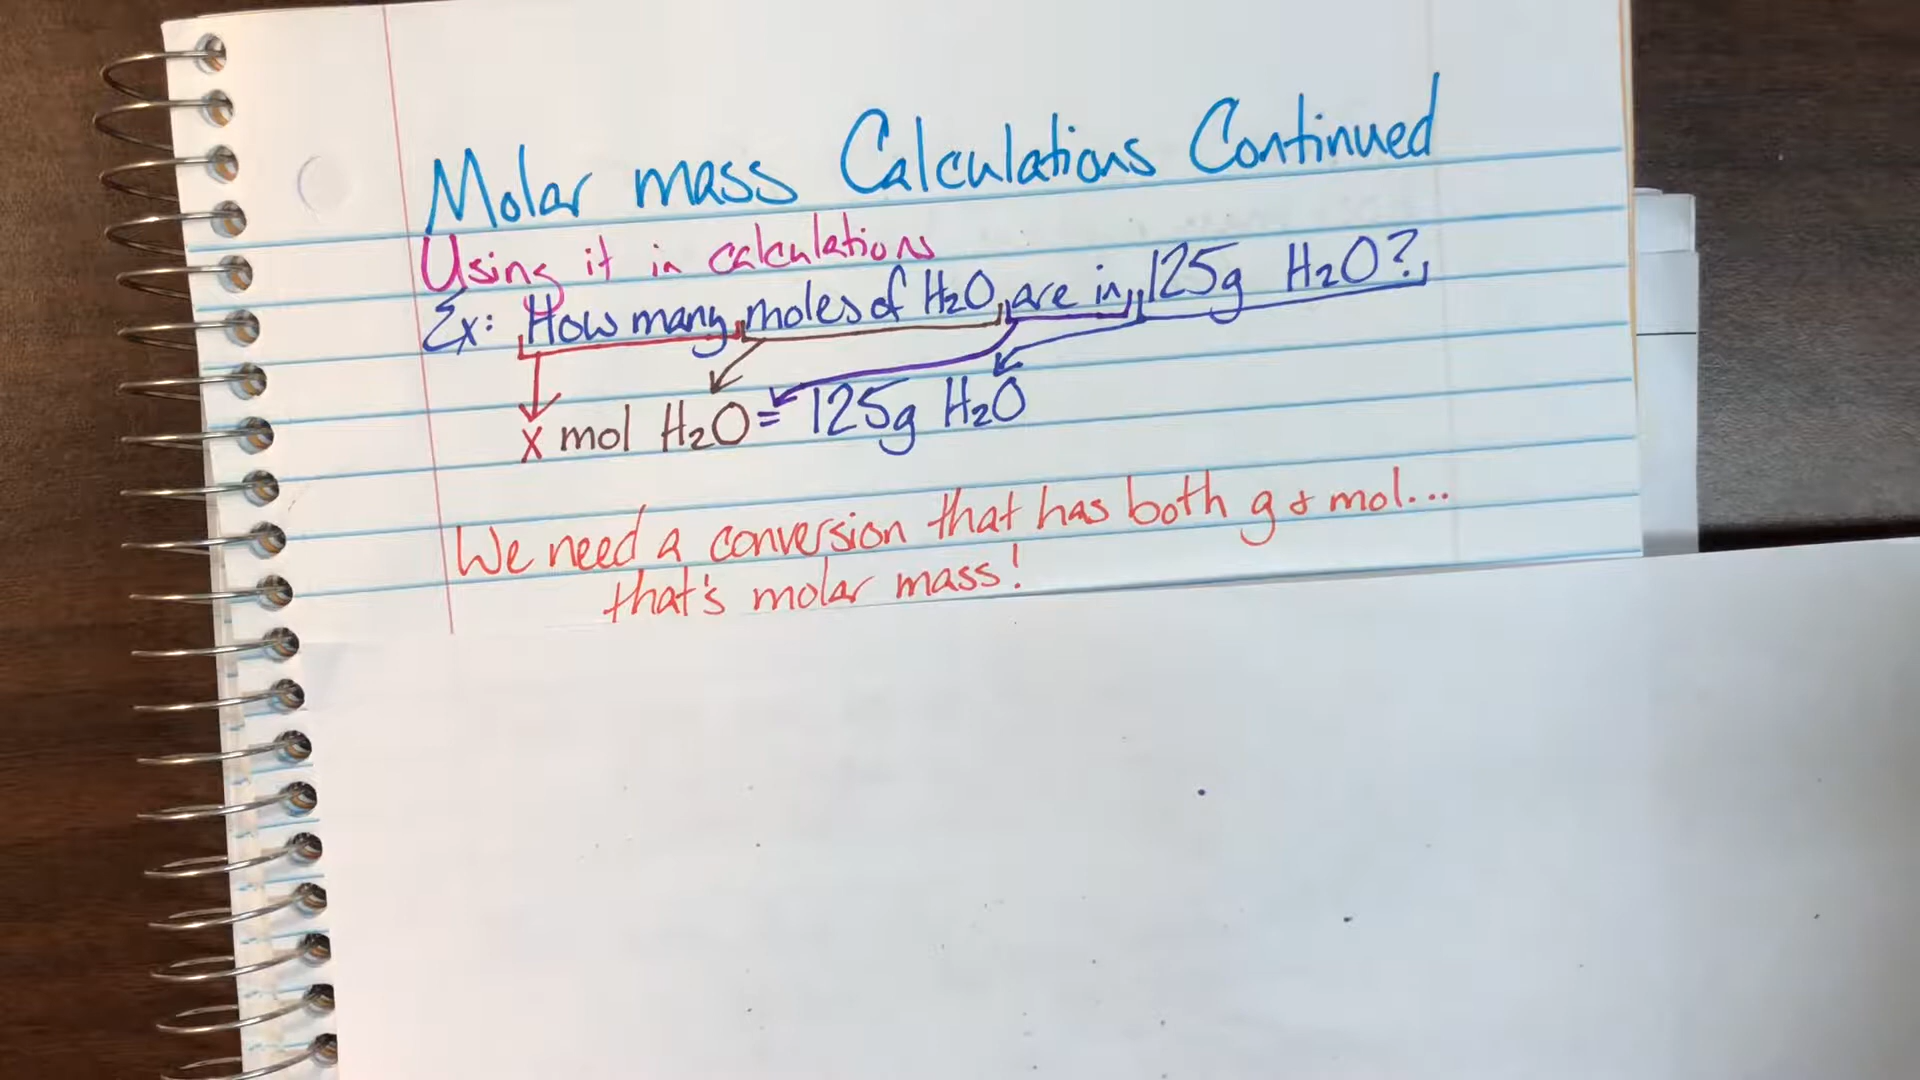 Molar mass Calculations Continued
Using it in calculations
Ex: How many moles of H₂O are in 125g H₂O?
x mol H₂O = 125g H₂O
We need a conversion that has both g & mol...
that's molar mass!